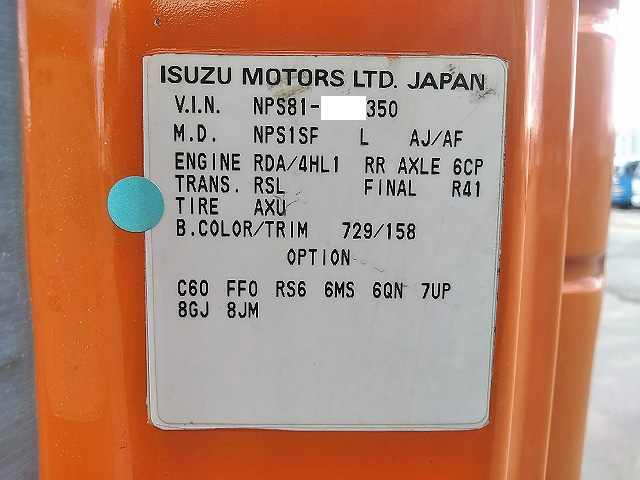 ISUZU MOTORS LTD. JAPAN
V.I.N. NPS81- 350
M.D. NPS1SF L AJ/AF
ENGINE RDA/4HL1 RR AXLE 6CP
TRANS. RSL FINAL R41
TIRE AXU
B.COLOR/TRIM 729/158
OPTION
C60 FF0 RS6 6MS 6QN 7UP
8GJ 8JM